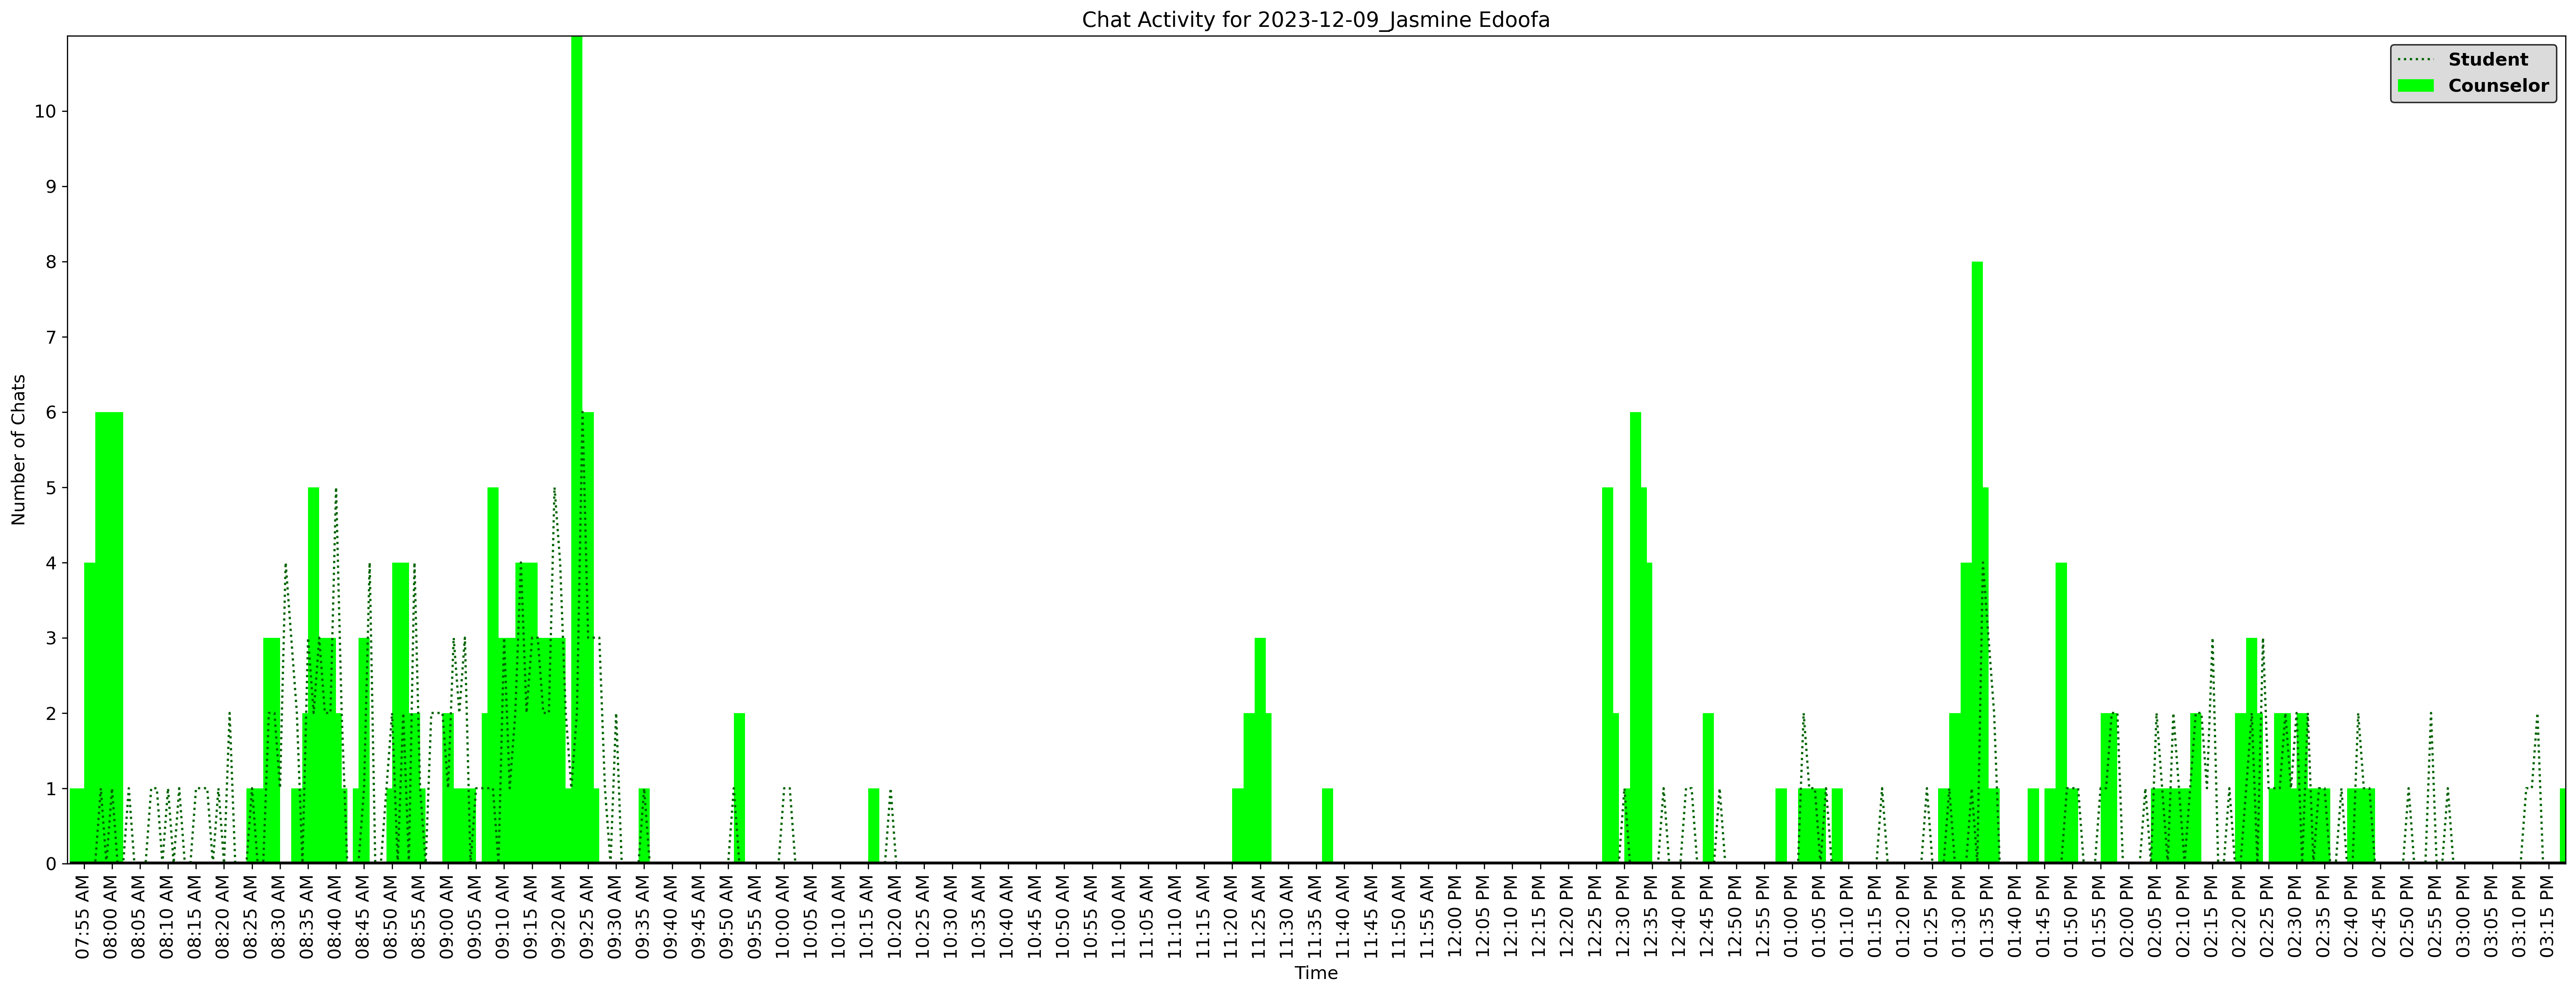 Chat Activity for 2023-12-09_Jasmine Edoofa
Student
Counselor
Number of Chats
10
9
8
7
6
5
4
3
2
1
0
07:55 AM
08:00 AM
08:05 AM
08:10 AM
08:15 AM
08:20 AM
08:25 AM
08:30 AM
08:35 AM
08:40 AM
08:45 AM
08:50 AM
08:55 AM
09:00 AM
09:05 AM
09:10 AM
09:15 AM
09:20 AM
09:25 AM
09:30 AM
09:35 AM
09:40 AM
09:45 AM
09:50 AM
09:55 AM
10:00 AM
10:05 AM
10:10 AM
10:15 AM
10:20 AM
10:25 AM
10:30 AM
10:35 AM
10:40 AM
10:45 AM
10:50 AM
10:55 AM
11:00 AM
11:05 AM
11:10 AM
11:15 AM
11:20 AM
11:25 AM
11:30 AM
11:35 AM
11:40 AM
11:45 AM
11:50 AM
11:55 AM
12:00 PM
12:05 PM
12:10 PM
12:15 PM
12:20 PM
12:25 PM
12:30 PM
12:35 PM
12:40 PM
12:45 PM
12:50 PM
12:55 PM
01:00 PM
01:05 PM
01:10 PM
01:15 PM
01:20 PM
01:25 PM
01:30 PM
01:35 PM
01:40 PM
01:45 PM
01:50 PM
01:55 PM
02:00 PM
02:05 PM
02:10 PM
02:15 PM
02:20 PM
02:25 PM
02:30 PM
02:35 PM
02:40 PM
02:45 PM
02:50 PM
02:55 PM
03:00 PM
03:05 PM
03:10 PM
03:15 PM
Time